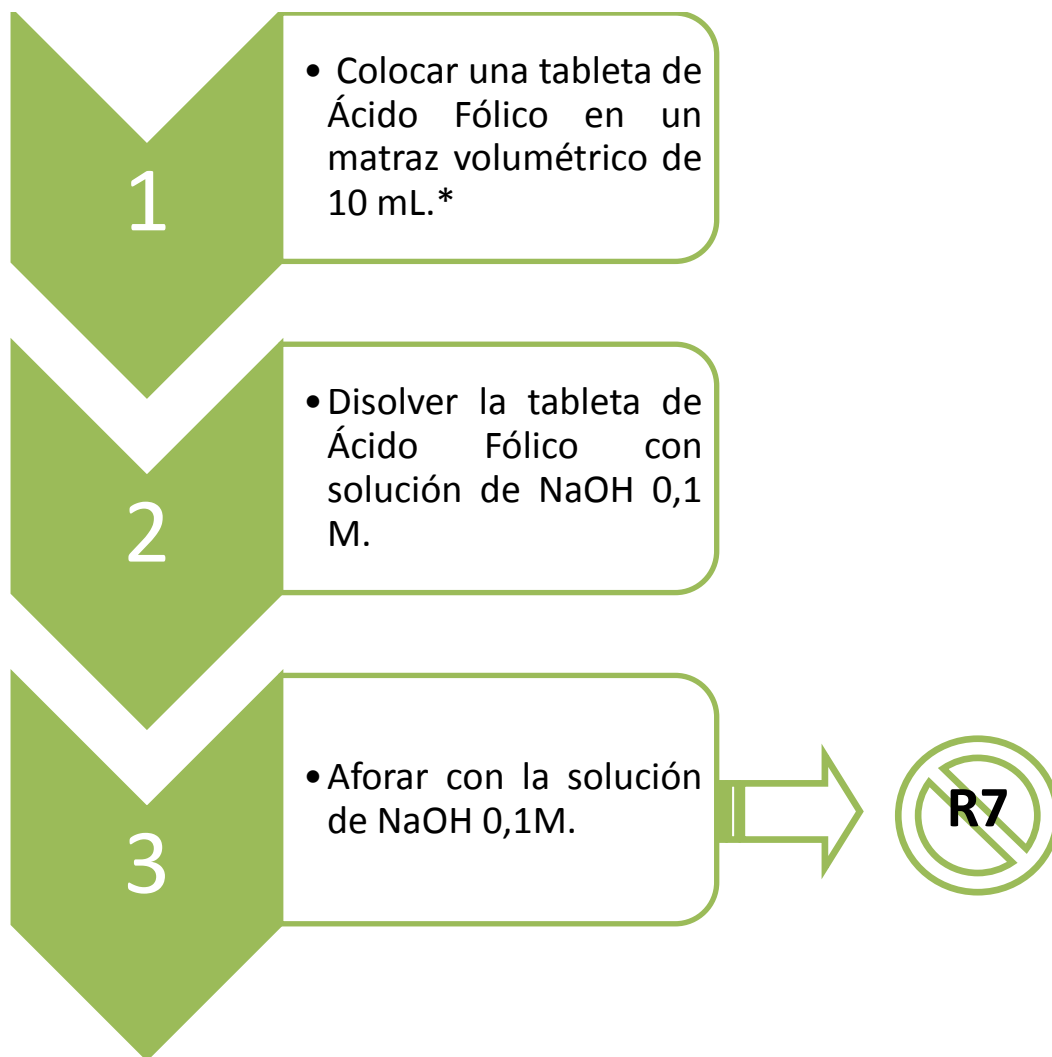 1
• Colocar una tableta de
Ácido Fólico en un
matraz volumétrico de
10 mL.*
2
•Disolver la tableta de
Ácido Fólico con
solución de NaOH 0,1
M.
3
•Aforar con la solución
de NaOH 0,1M.
R7